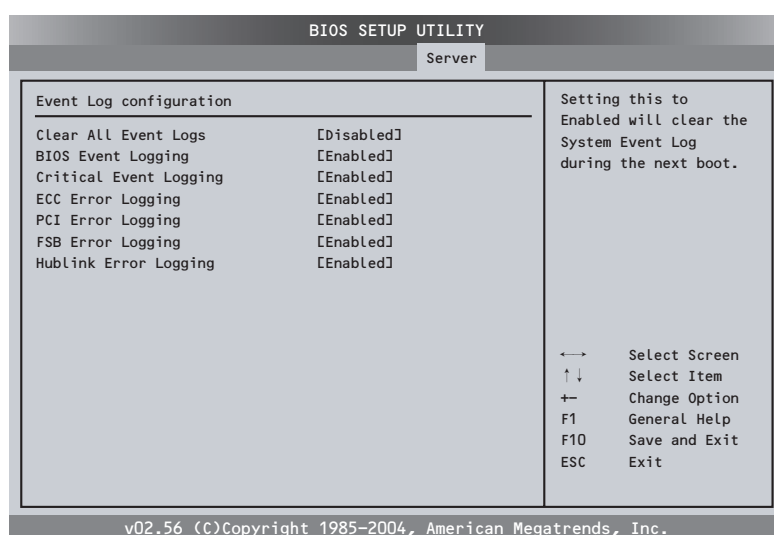 BIOS SETUP UTILITY
Server
Event Log configuration
Clear All Event Logs [Disabled]
BIOS Event Logging [Enabled]
Critical Event Logging [Enabled]
ECC Error Logging [Enabled]
PCI Error Logging [Enabled]
FSB Error Logging [Enabled]
Hublink Error Logging [Enabled]
Setting this to
Enabled will clear the
System Event Log
during the next boot.
←→ Select Screen
↑↓ Select Item
+− Change Option
F1 General Help
F10 Save and Exit
ESC Exit
v02.56 (C)Copyright 1985-2004, American Megatrends, Inc.